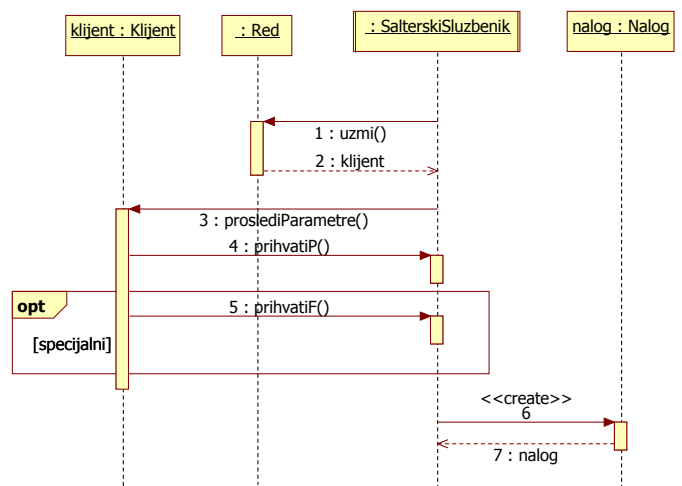 klijent : Klijent
: Red
: SalterskiSluzbenik
nalog : Nalog
1 : uzmi()
2 : klijent
3 : proslediParametre()
4 : prihvatiP()
opt
5 : prihvatiF()
[specijalni]
<<create>>
6
7 : nalog